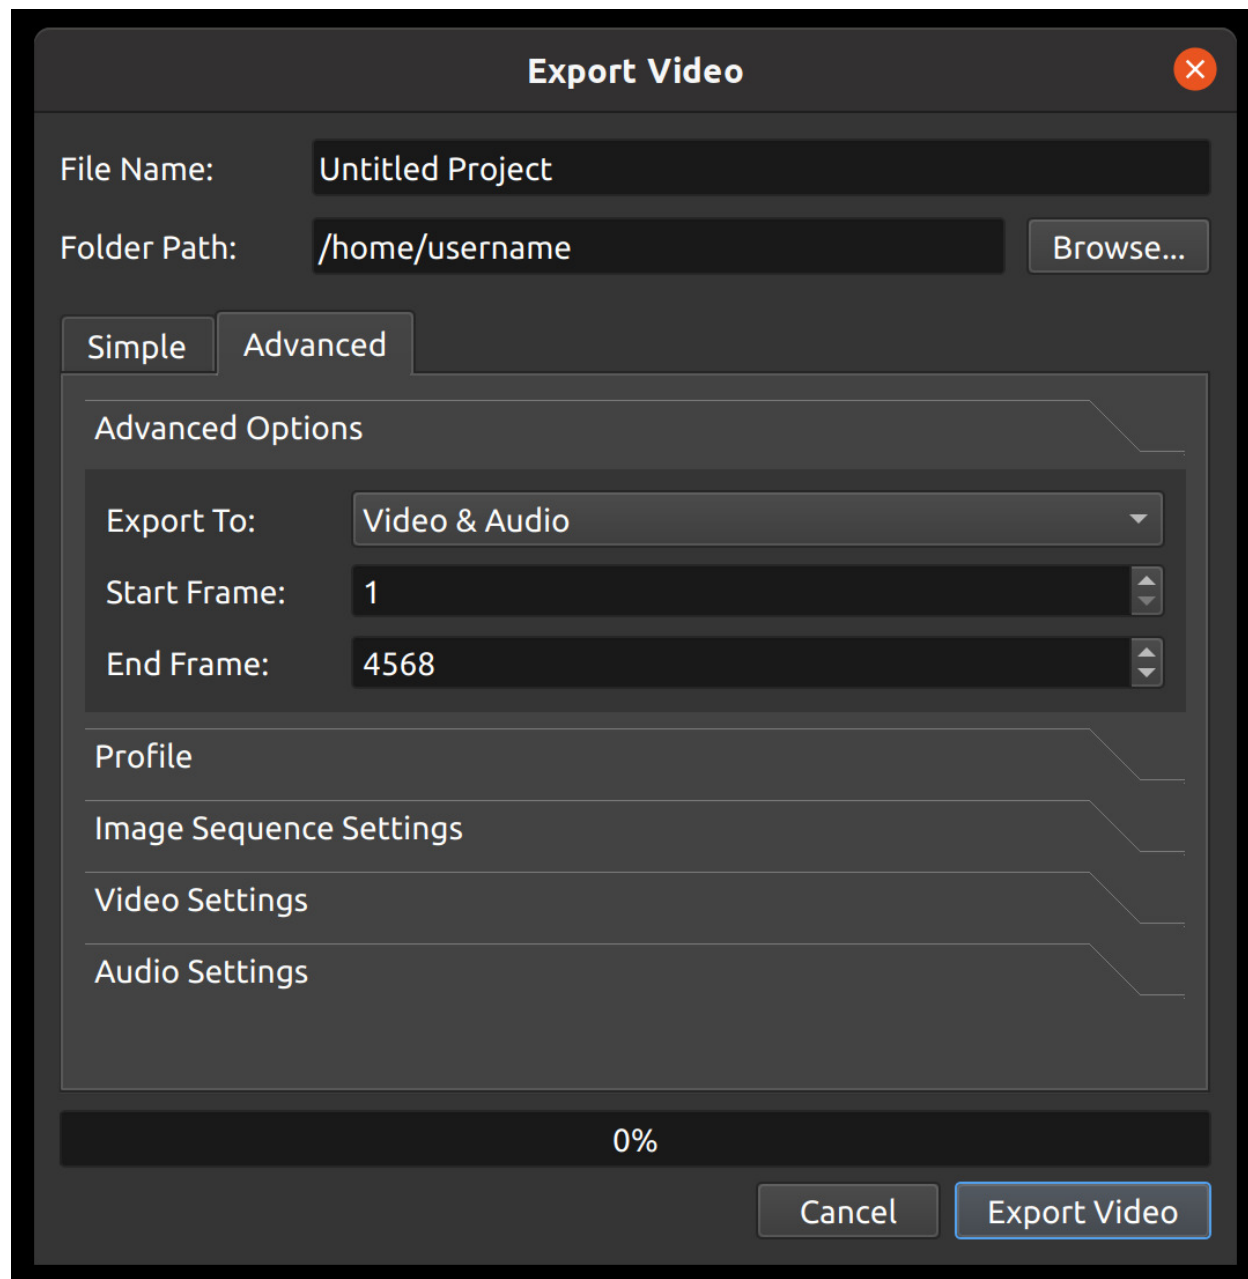 Export Video
File Name: Untitled Project
Folder Path: /home/username Browse...
Simple Advanced
Advanced Options
Export To: Video & Audio
Start Frame: 1
End Frame: 4568
Profile
Image Sequence Settings
Video Settings
Audio Settings
0%
Cancel Export Video